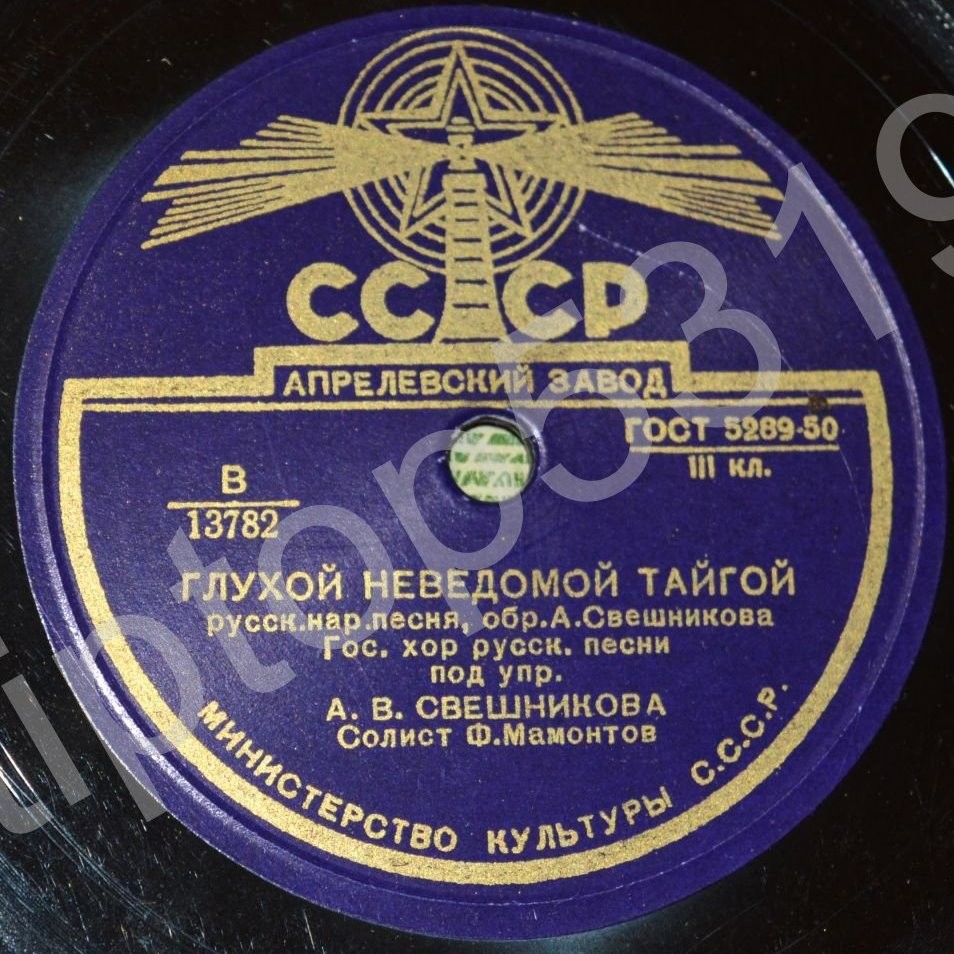 СССР
АПРЕЛЕВСКИЙ ЗАВОД
ГОСТ 5289-50
III кл.
В
13782
ГЛУХОЙ НЕВЕДОМОЙ ТАЙГОЙ
русск.нар.песня, обр.А.Свешникова
Гос. хор русск. песни
под упр.
А. В. СВЕШНИКОВА
Солист Ф.Мамонтов
МИНИСТЕРСТВО КУЛЬТУРЫ С.С.С.Р.
tiptop5319